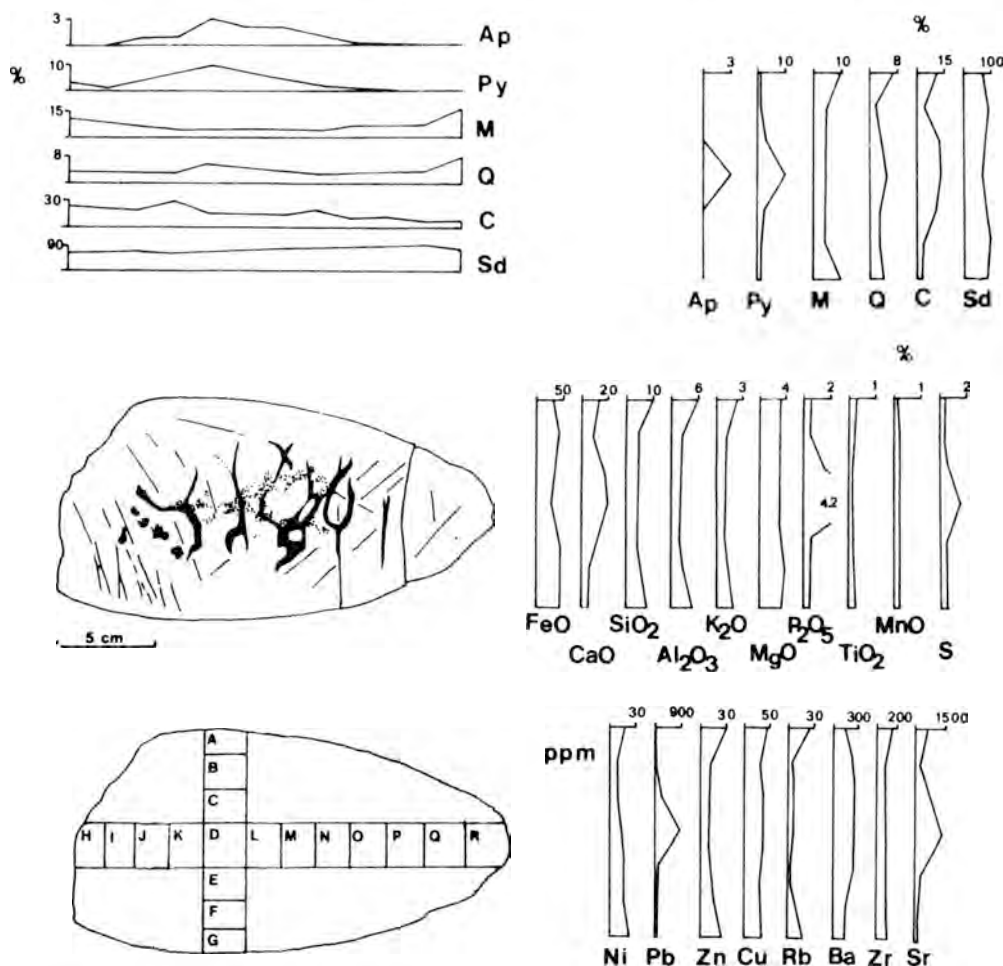 3 Ap
%
10 Py
15 M
8 Q
30 C
90 Sd
%
3 10 10 8 15 100
Ap Py M Q C Sd
%
50 20 10 6 3 4 2 1 1 2
4.2
FeO SiO₂ K₂O P₂O₅ MnO
CaO Al₂O₃ MgO TiO₂ S
5 cm
A
B
C
H I J K D L M N O P Q R
E
F
G
ppm
30 900 30 50 30 300 200 1500
Ni Pb Zn Cu Rb Ba Zr Sr